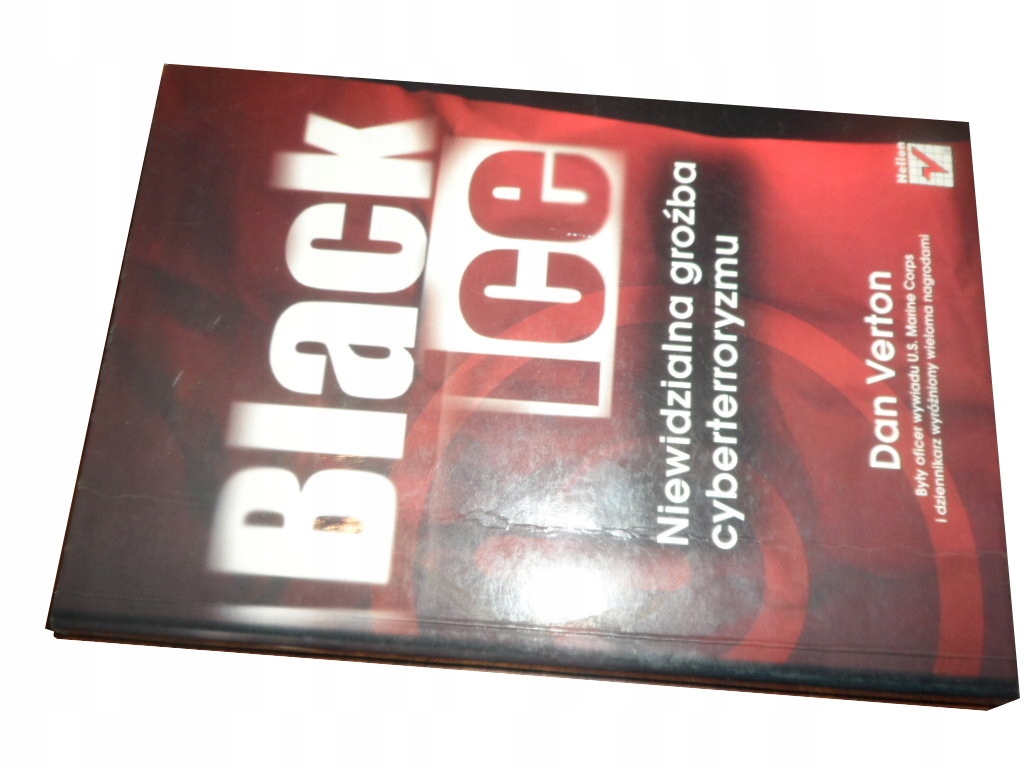 Black
Ice
Niewidzialna groźba
cyberterroryzmu
Dan Verton
Były oficer wywiadu U.S. Marine Corps
i dziennikarz wyróżniony wieloma nagrodami
Helion